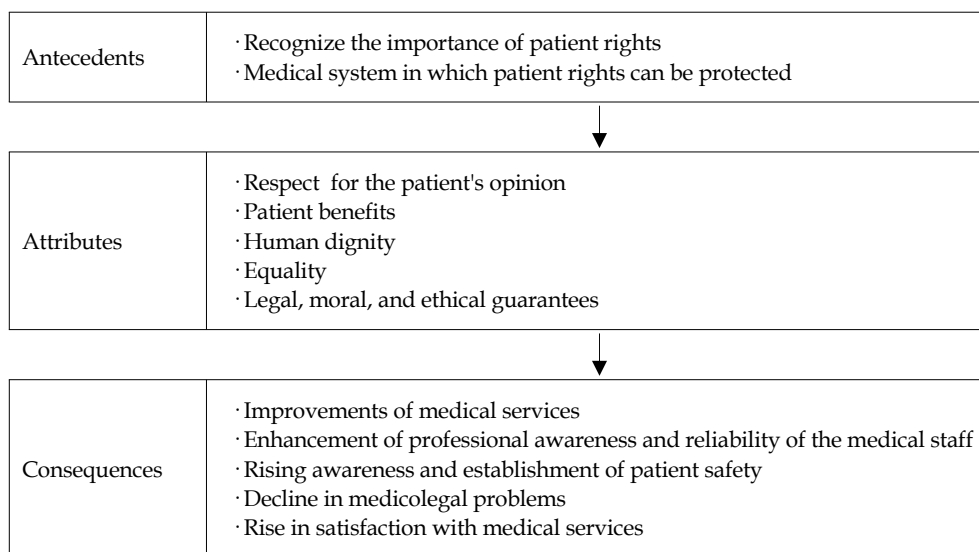 Antecedents
·Recognize the importance of patient rights
·Medical system in which patient rights can be protected
Attributes
·Respect for the patient's opinion
·Patient benefits
·Human dignity
·Equality
·Legal, moral, and ethical guarantees
Consequences
·Improvements of medical services
·Enhancement of professional awareness and reliability of the medical staff
·Rising awareness and establishment of patient safety
·Decline in medicolegal problems
·Rise in satisfaction with medical services